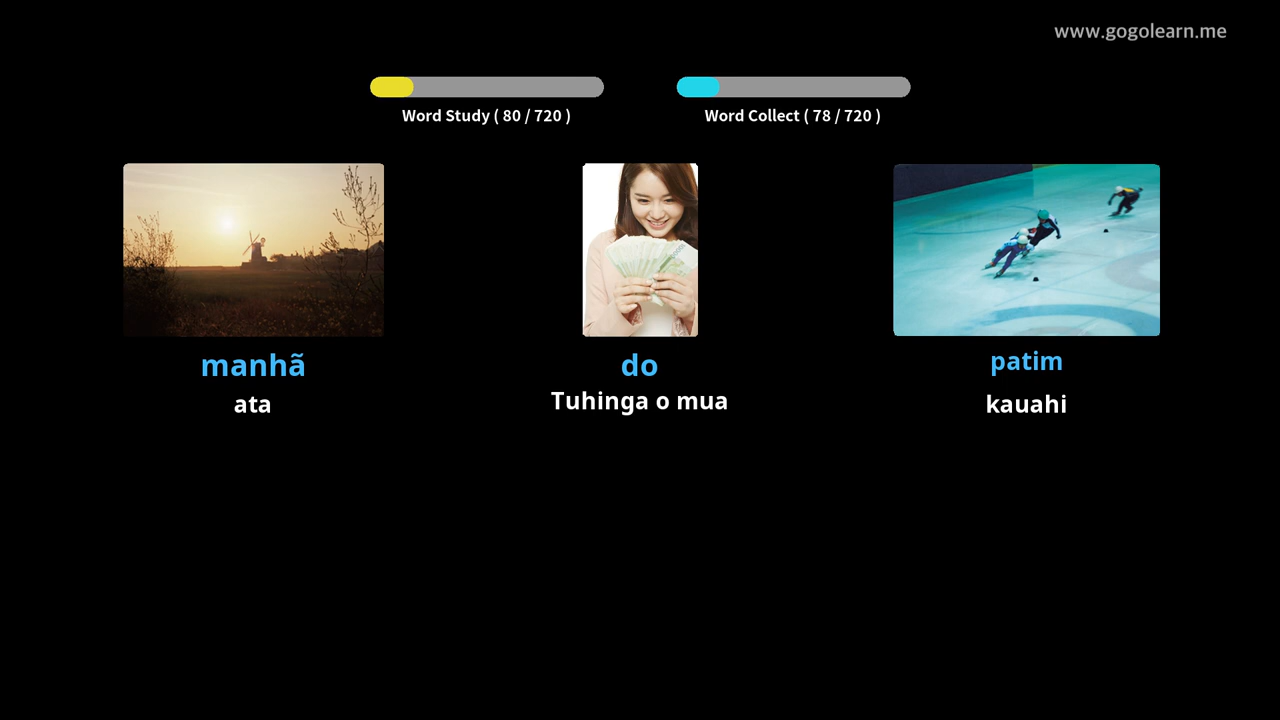 www.gogolearn.me
Word Study ( 80 / 720 )
Word Collect ( 78 / 720 )
manhã
ata
do
Tuhinga o mua
patim
kauahi